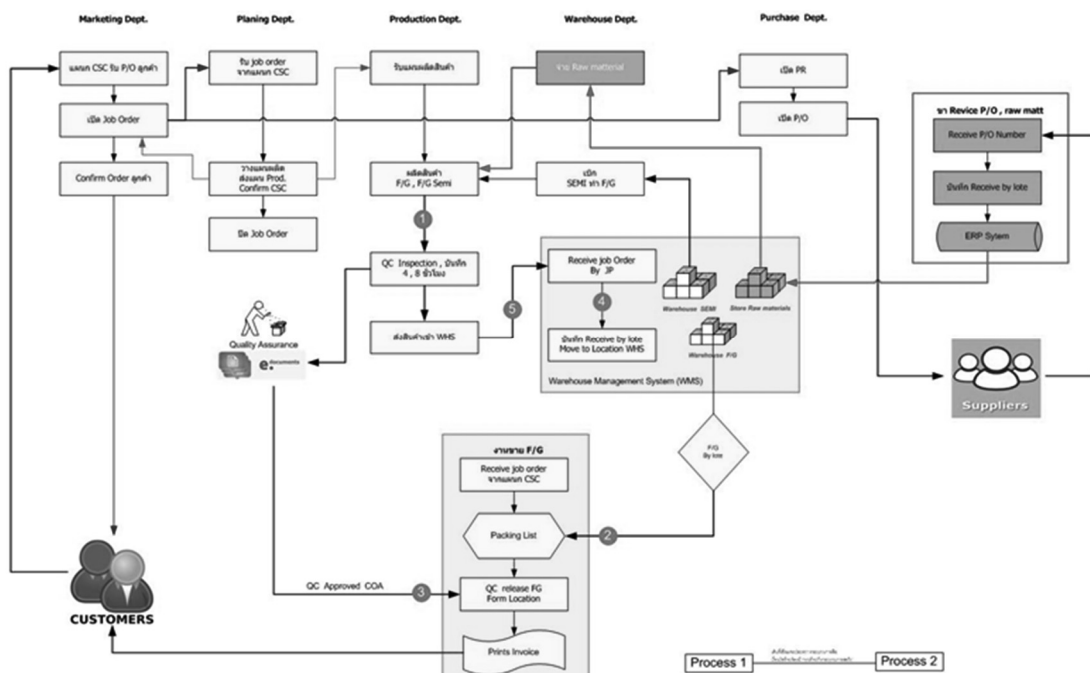 Marketing Dept.
Planing Dept.
Production Dept.
Warehouse Dept.
Purchase Dept.
แผนก CSC รับ P/O ลูกค้า
รับ job order
จากแผนก CSC
รับแผนผลิตสินค้า
จ่าย Raw matterial
เปิด PR
เปิด Job Order
เปิด P/O
ขา Revice P/O , raw matt
Receive P/O Number
Confirm Order ลูกค้า
วางแผนผลิต
ส่งแผน Prod.
Confirm CSC
ผลิตสินค้า
F/G , F/G Semi
เบิก
SEMI ทำ F/G
บันทึก Receive by lote
ปิด Job Order
1
ERP Sytem
QC Inspection , บันทึก
4 , 8 ชั่วโมง
Receive job Order
By JP
5
4
Warehouse SEMI
Store Raw materials
ส่งสินค้าเข้า WHS
บันทึก Receive by lote
Move to Location WHS
Warehouse F/G
Quality Assurance
e. documents
Warehouse Management System (WMS)
Suppliers
งานขาย F/G
F/G
By lote
Receive job order
จากแผนก CSC
Packing List
2
QC Approved COA
3
QC release FG
Form Location
CUSTOMERS
Prints Invoice
Process 1
Process 2